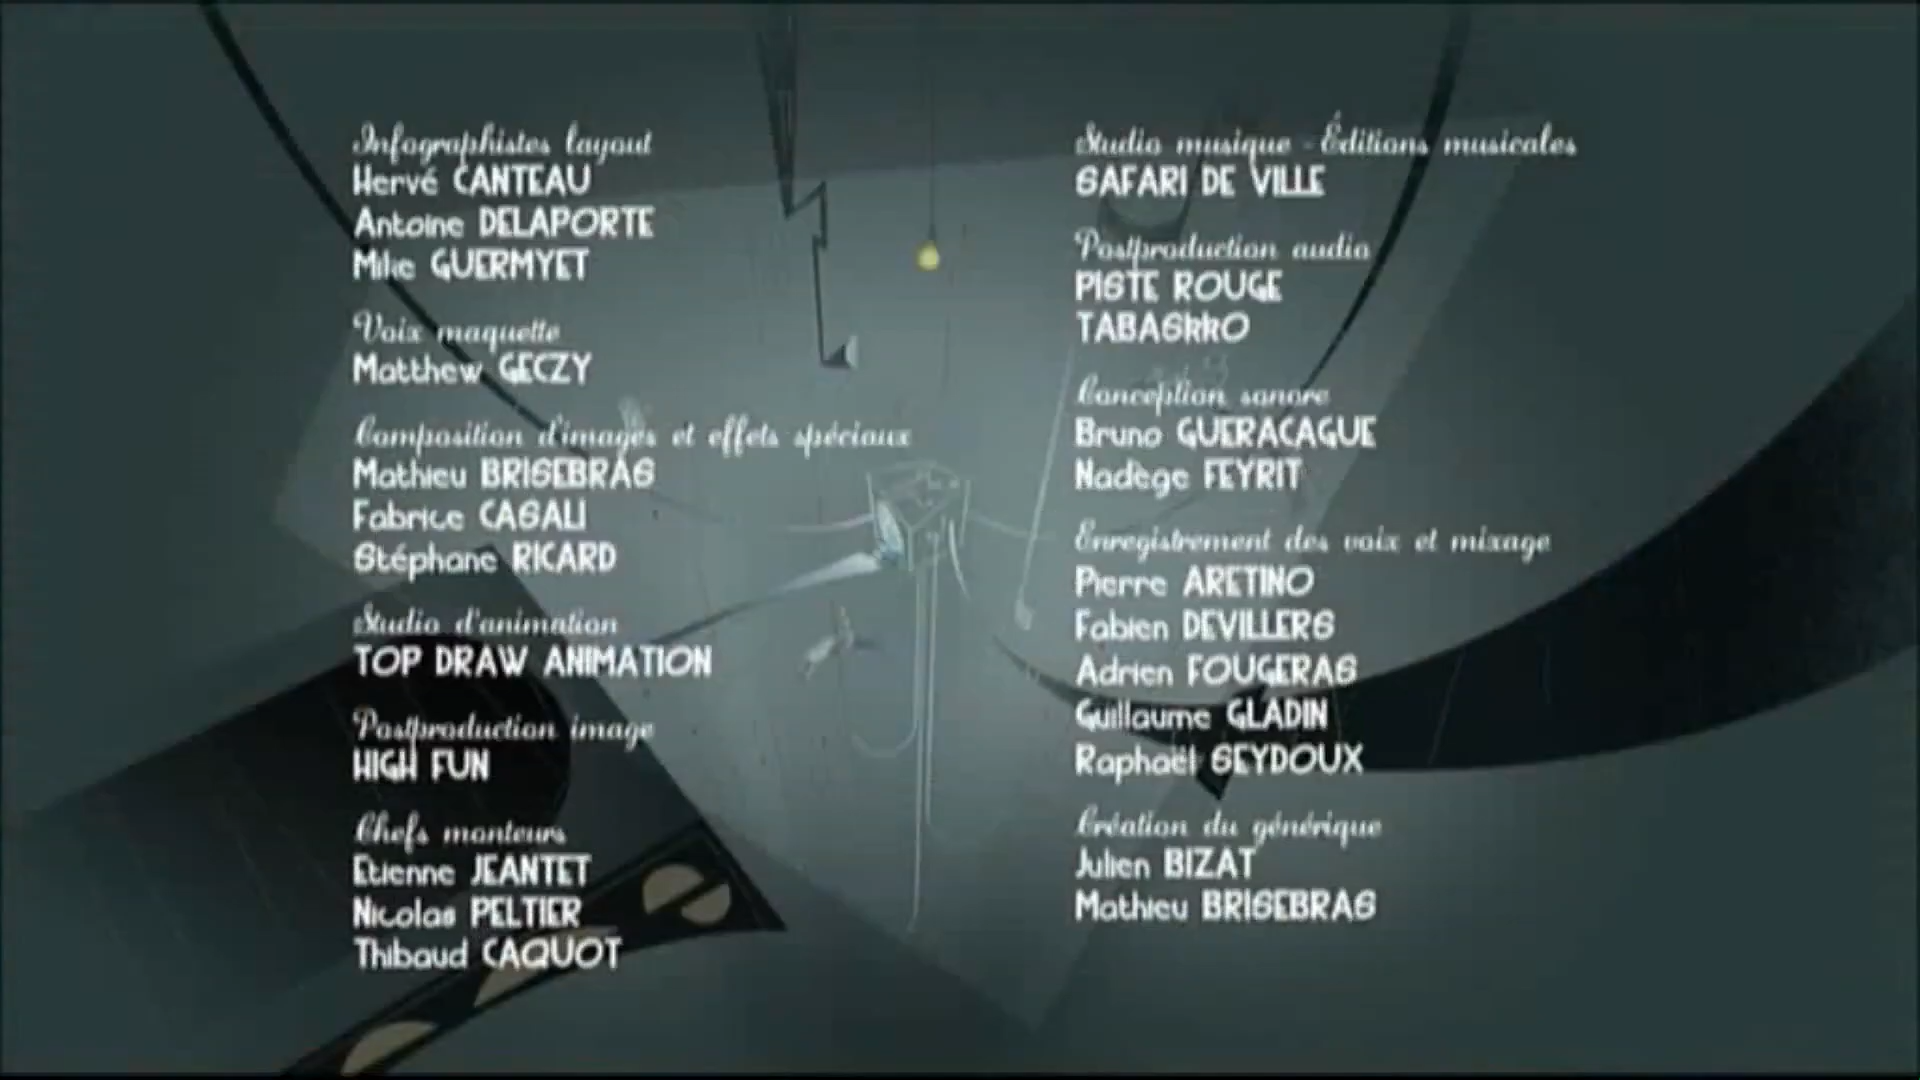 Infographistes layout
Hervé CANTEAU
Antoine DELAPORTE
Mike GUERMYET
Voix maquette
Matthew GECZY
Composition d'images et effets spéciaux
Mathieu BRISEBRAS
Fabrice CASALI
Stéphane RICARD
Studio d'animation
TOP DRAW ANIMATION
Postproduction image
HIGH FUN
Chefs monteurs
Etienne JEANTET
Nicolas PELTIER
Thibaud CAQUOT
Studio musique - Éditions musicales
SAFARI DE VILLE
Postproduction audio
PISTE ROUGE
TABASkkO
Conception sonore
Bruno GUERACAGUE
Nadège FEYRIT
Enregistrement des voix et mixage
Pierre ARETINO
Fabien DEVILLERS
Adrien FOUGERAS
Guillaume GLADIN
Raphaël SEYDOUX
Création du générique
Julien BIZAT
Mathieu BRISEBRAS